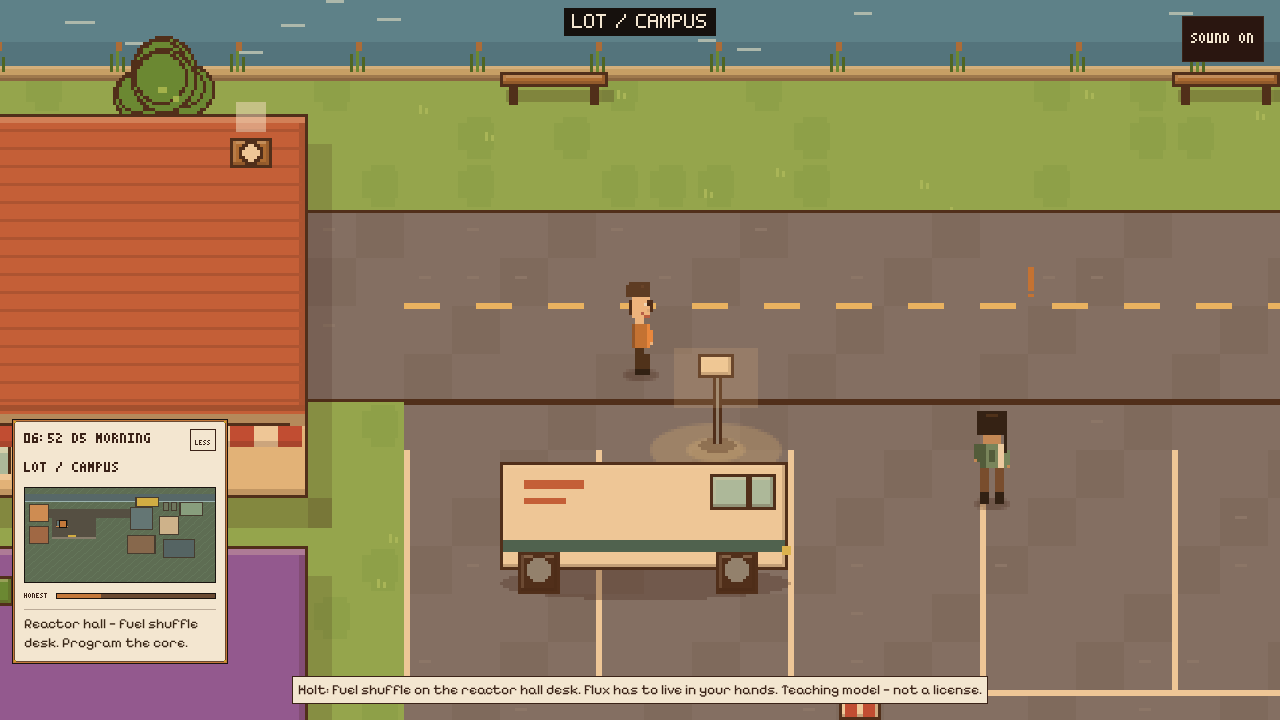 LOT / CAMPUS
SOUND ON
06:52 D5 MORNING
LESS
LOT / CAMPUS
HONEST
Reactor hall - fuel shuffle
desk. Program the core.
Holt: Fuel shuffle on the reactor hall desk. Flux has to live in your hands. Teaching model - not a license.